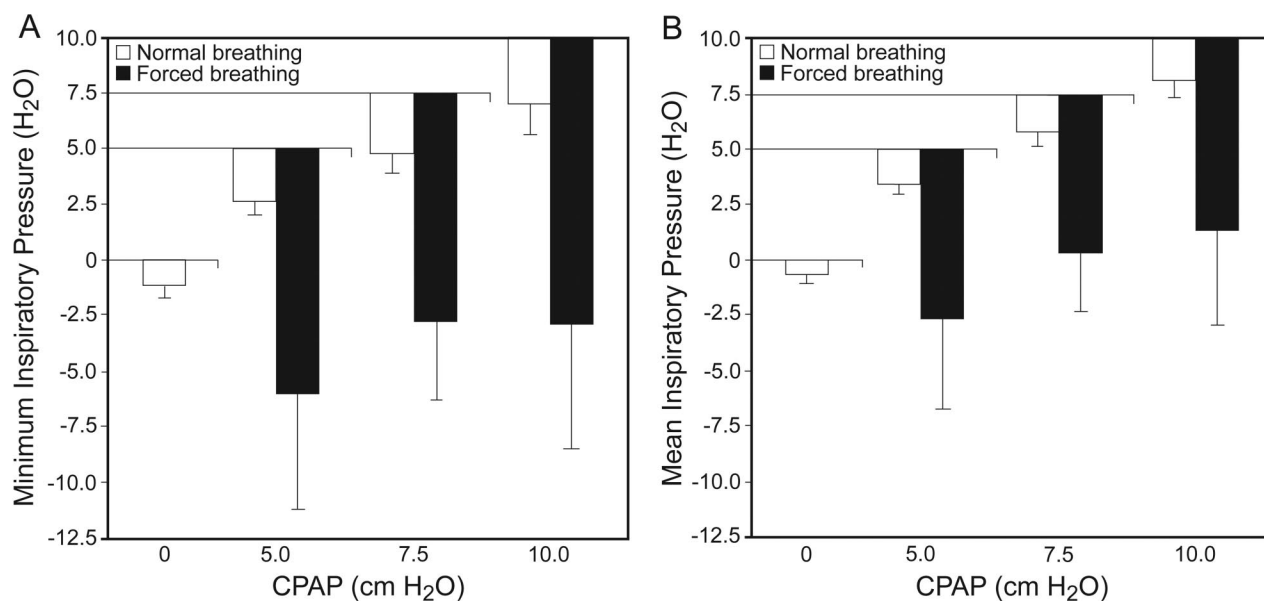 A
Minimum Inspiratory Pressure (H₂O)
10.0
7.5
5.0
2.5
0
-2.5
-5.0
-7.5
-10.0
-12.5
Normal breathing
Forced breathing
0 5.0 7.5 10.0
CPAP (cm H₂O)
B
Mean Inspiratory Pressure (H₂O)
10.0
7.5
5.0
2.5
0
-2.5
-5.0
-7.5
-10.0
-12.5
Normal breathing
Forced breathing
0 5.0 7.5 10.0
CPAP (cm H₂O)